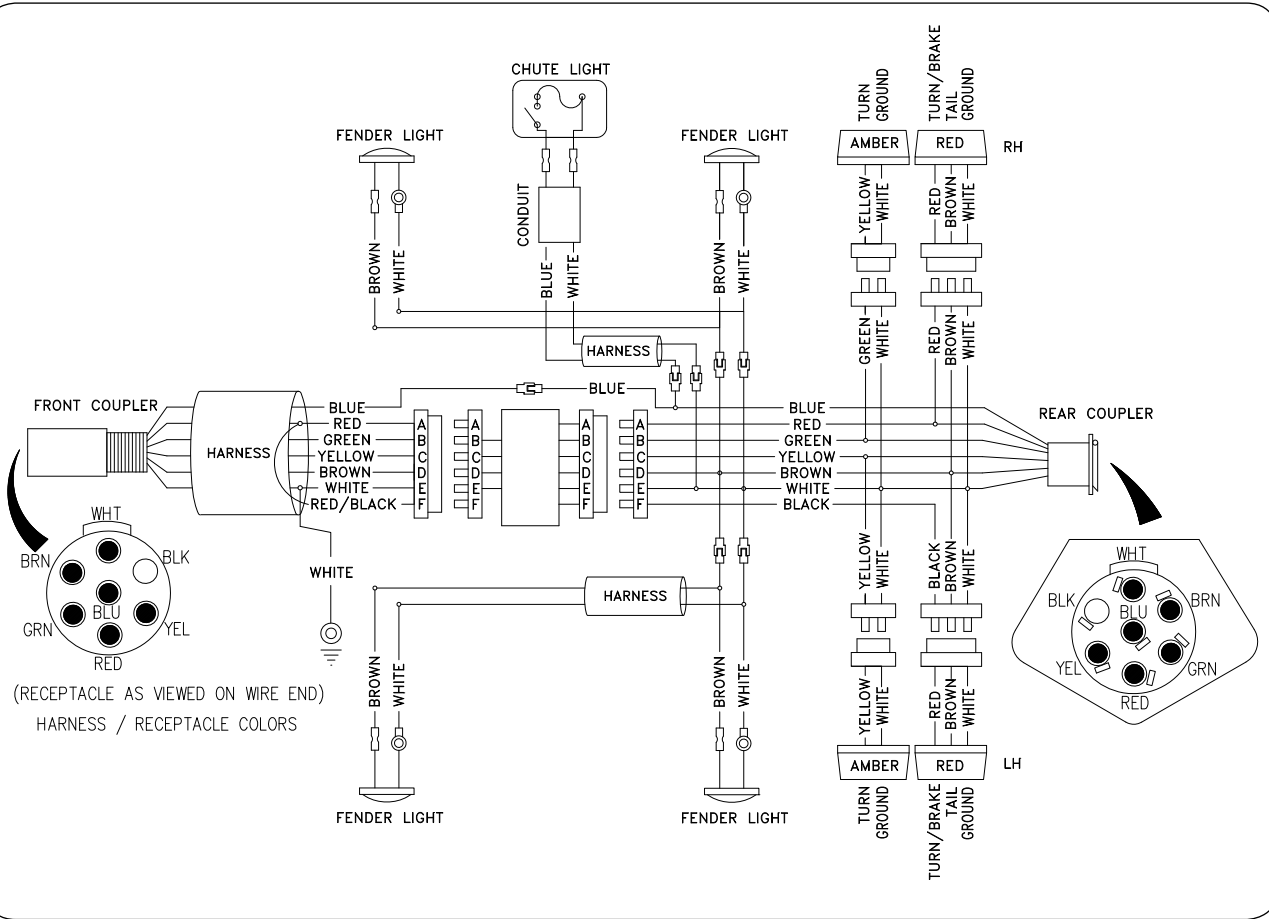 CHUTE LIGHT
FENDER LIGHT
FENDER LIGHT
TURN
GROUND
TURN/BRAKE
TAIL
GROUND
AMBER
RED
RH
CONDUIT
BROWN
WHITE
BLUE
WHITE
BROWN
WHITE
YELLOW
WHITE
RED
BROWN
WHITE
GREEN
WHITE
RED
BROWN
WHITE
HARNESS
FRONT COUPLER
HARNESS
BLUE
BLUE
RED
GREEN
YELLOW
BROWN
WHITE
RED/BLACK
A
B
C
D
E
F
A
B
C
D
E
F
A
B
C
D
E
F
A
B
C
D
E
F
BLUE
RED
GREEN
YELLOW
BROWN
WHITE
BLACK
REAR COUPLER
WHT
BRN
BLK
BLU
GRN
YEL
RED
(RECEPTACLE AS VIEWED ON WIRE END)
HARNESS / RECEPTACLE COLORS
WHITE
HARNESS
BROWN
WHITE
BROWN
WHITE
YELLOW
WHITE
BLACK
BROWN
WHITE
YELLOW
WHITE
RED
BROWN
WHITE
WHT
BLK
BRN
BLU
YEL
GRN
RED
AMBER
RED
LH
FENDER LIGHT
FENDER LIGHT
TURN
GROUND
TURN/BRAKE
TAIL
GROUND